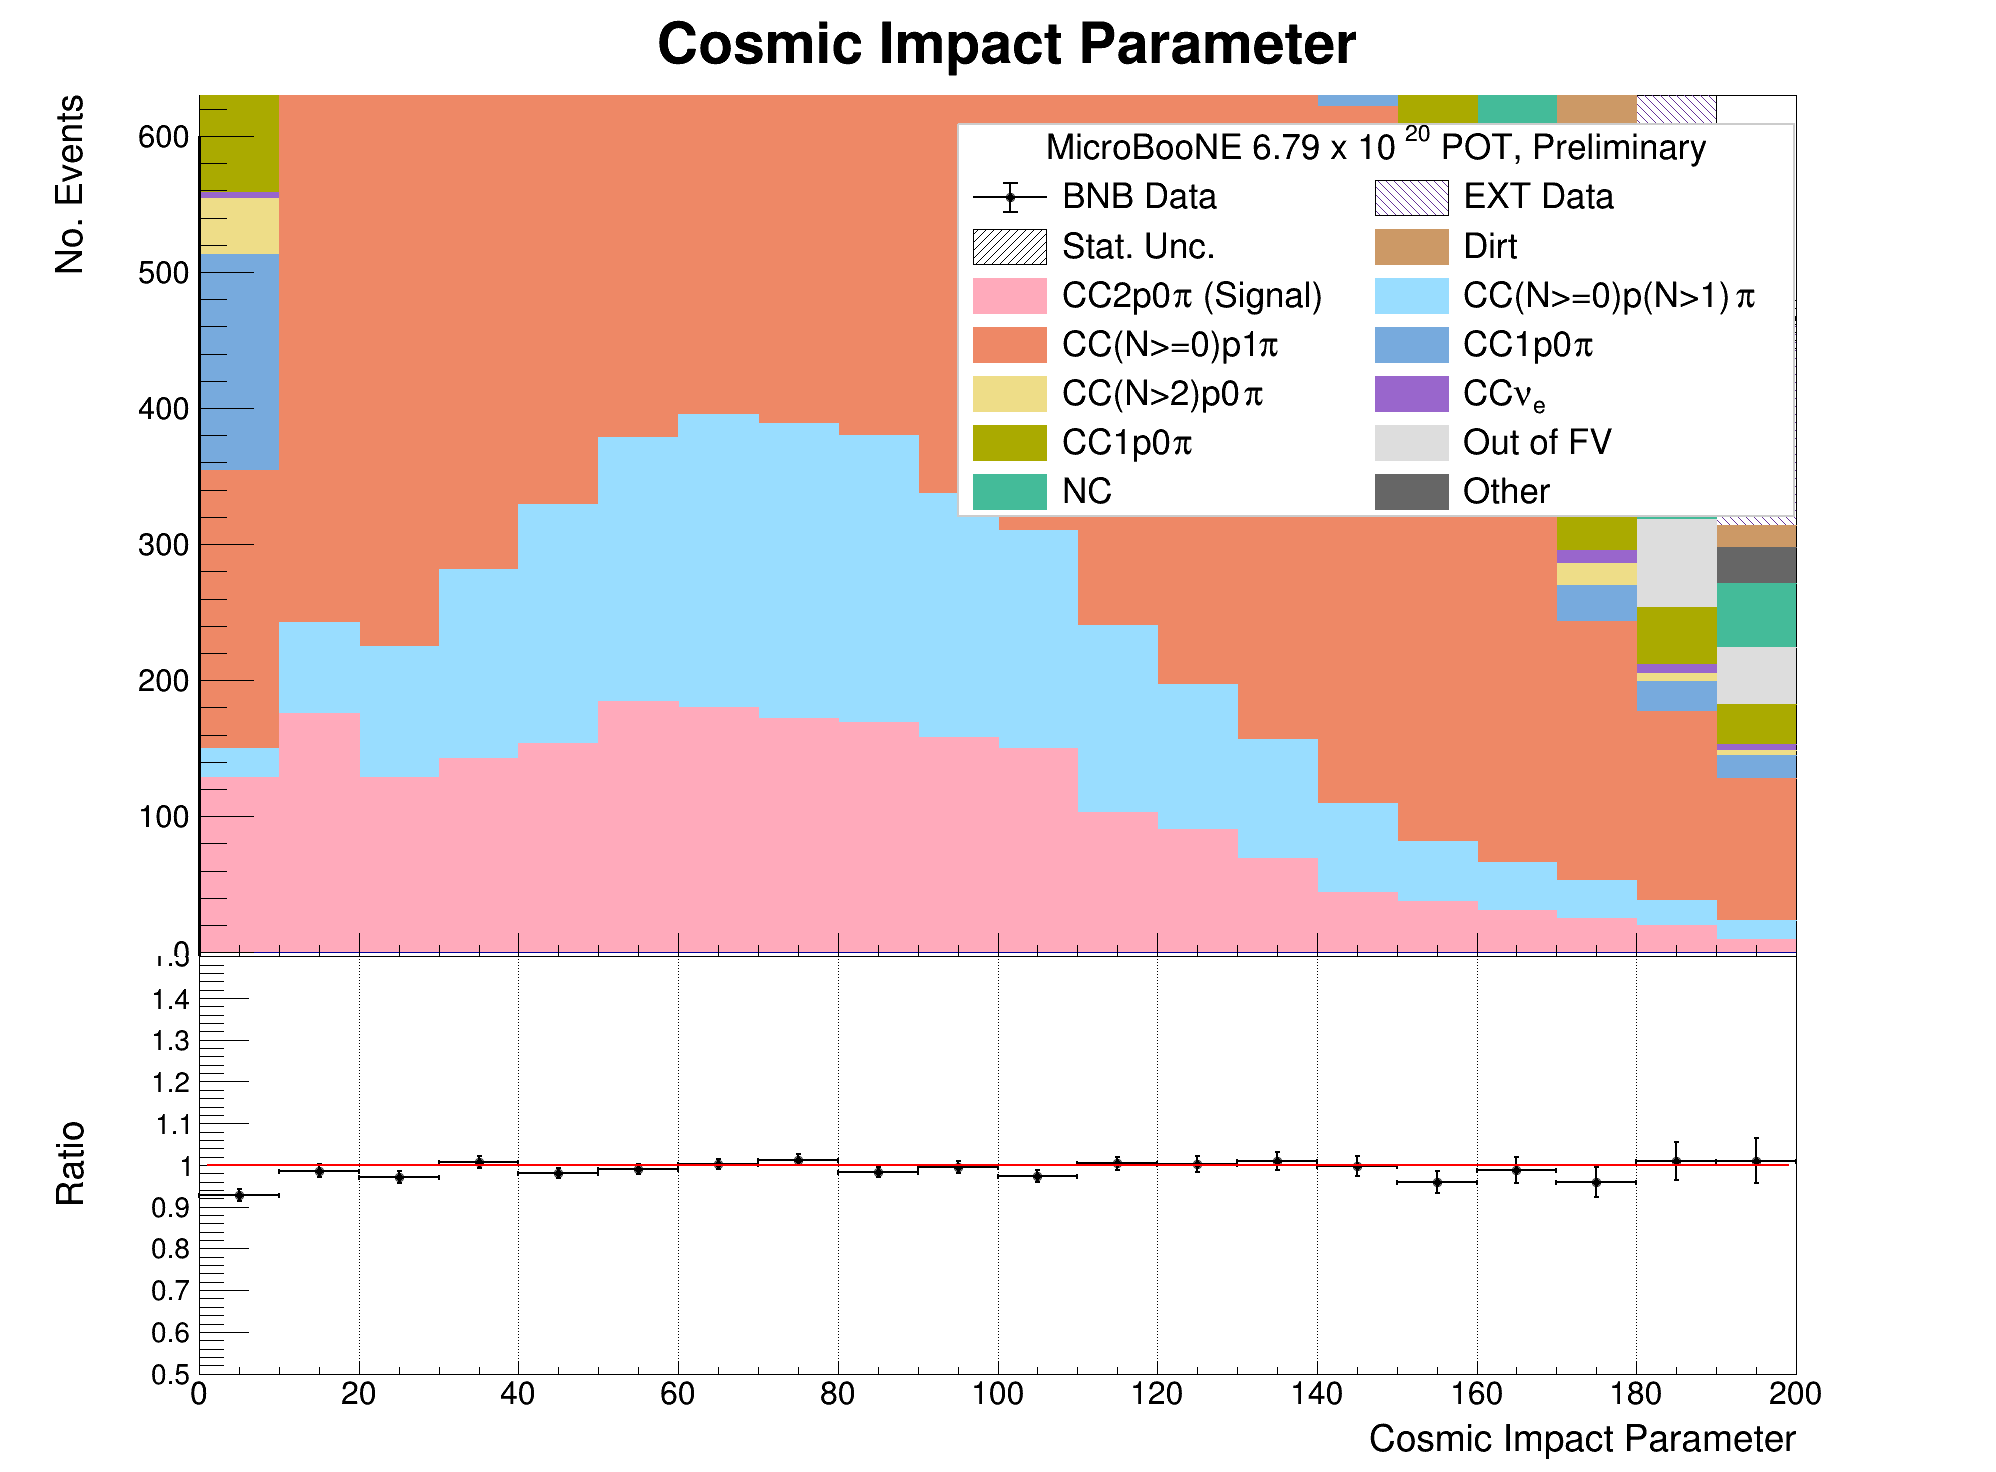 Cosmic Impact Parameter
No. Events
600
500
400
300
200
100
0
MicroBooNE 6.79 x 10 20 POT, Preliminary
BNB Data
EXT Data
Stat. Unc.
Dirt
CC2p0π (Signal)
CC(N>=0)p(N>1)π
CC(N>=0)p1π
CC1p0π
CC(N>2)p0π
CCνe
CC1p0π
Out of FV
NC
Other
Ratio
1.5
1.4
1.3
1.2
1.1
1
0.9
0.8
0.7
0.6
0.5
0 20 40 60 80 100 120 140 160 180 200
Cosmic Impact Parameter